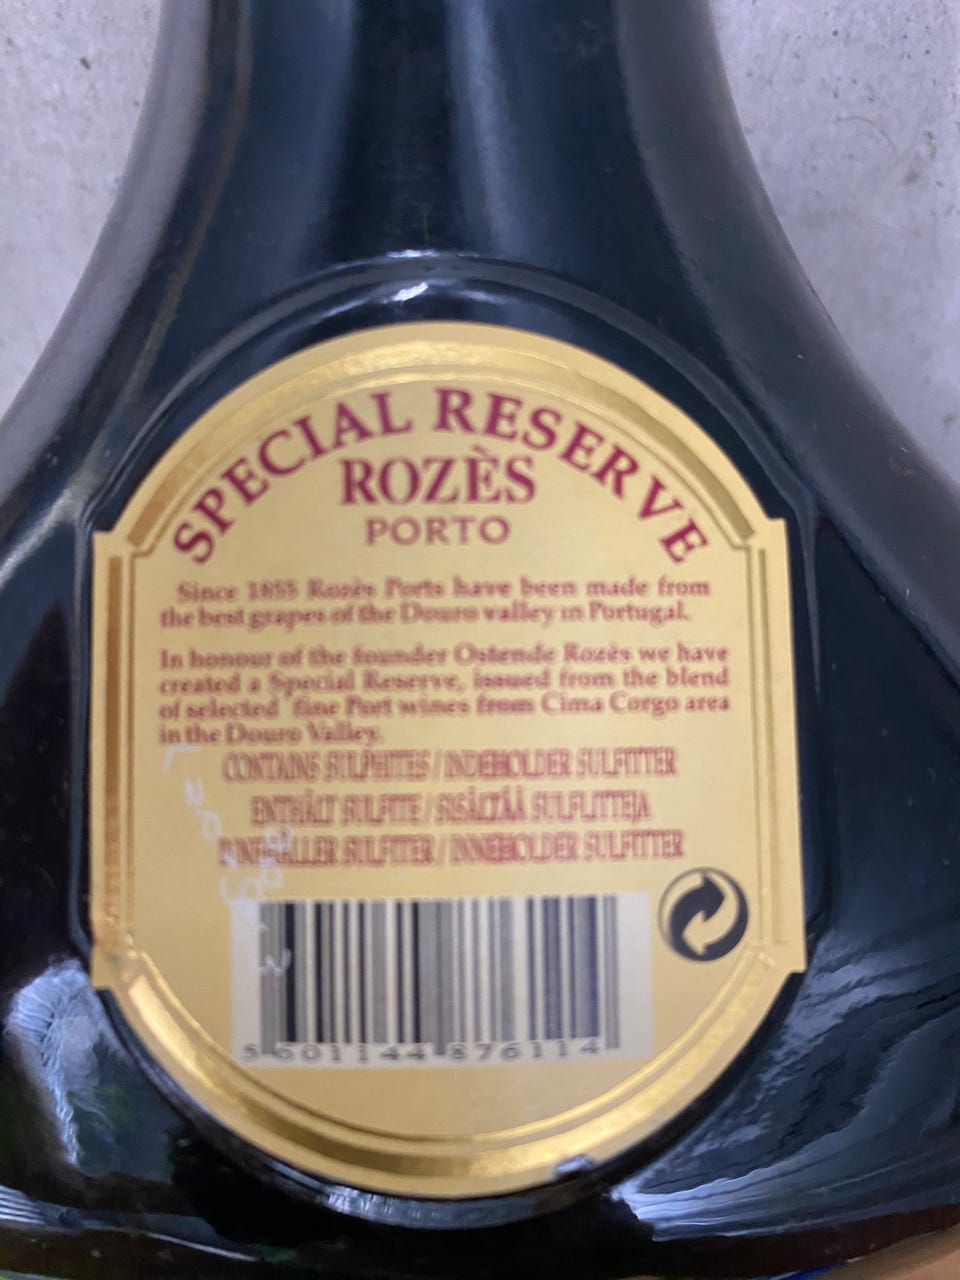 SPECIAL RESERVE
ROZÈS
PORTO
Since 1855 Rozès Ports have been made from
the best grapes of the Douro valley in Portugal.
In honour of the founder Ostende Rozès we have
created a Special Reserve, issued from the blend
of selected fine Port wines from Cima Corgo area
in the Douro Valley.
CONTAINS SULPHITES / INDEHOLDER SULFITTER
ENTHÄLT SULFITE / SISÄLTÄÄ SULFIITTEJA
INNEHÅLLER SULFITER / INNEHOLDER SULFITTER
5 601144 876114